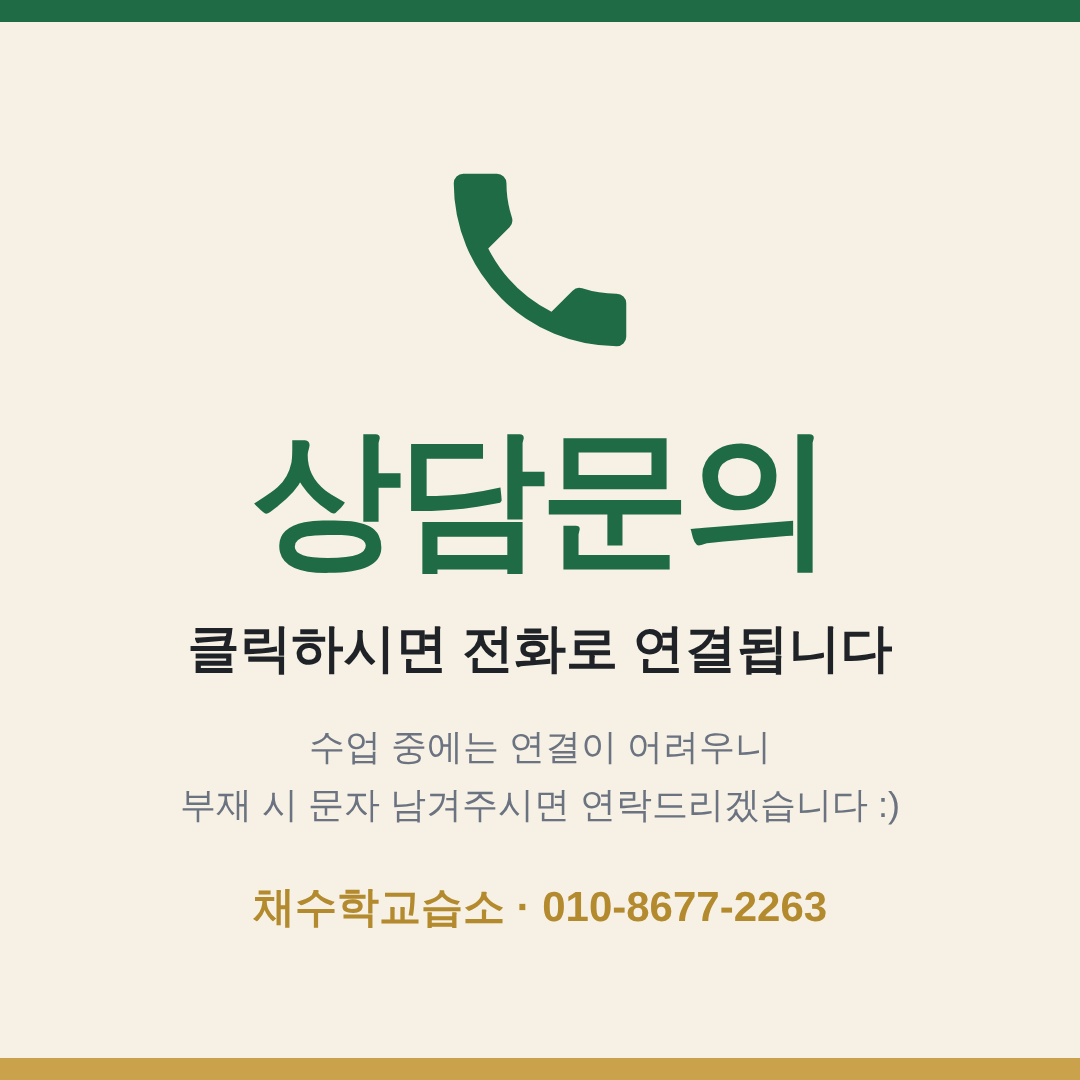 상담문의
클릭하시면 전화로 연결됩니다
수업 중에는 연결이 어려우니
부재 시 문자 남겨주시면 연락드리겠습니다 :)
채수학교습소 · 010-8677-2263